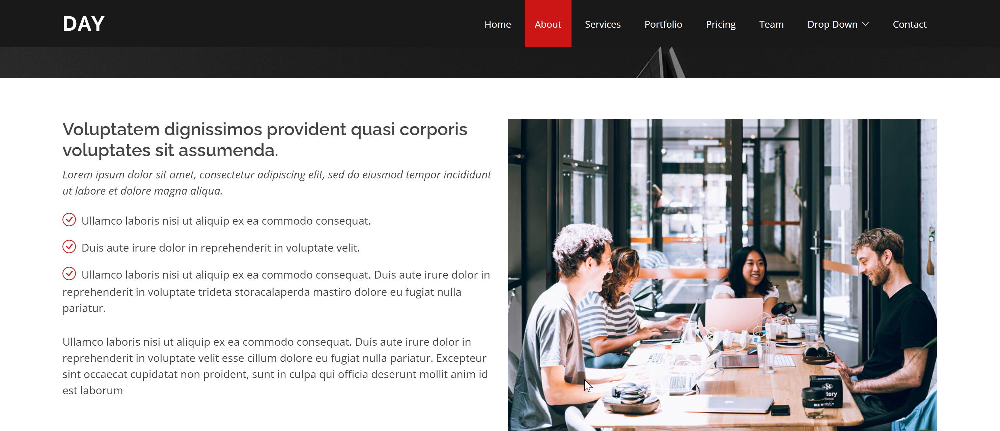 DAY
Home About Services Portfolio Pricing Team Drop Down Contact
Voluptatem dignissimos provident quasi corporis
voluptates sit assumenda.
Lorem ipsum dolor sit amet, consectetur adipiscing elit, sed do eiusmod tempor incididunt
ut labore et dolore magna aliqua.
Ullamco laboris nisi ut aliquip ex ea commodo consequat.
Duis aute irure dolor in reprehenderit in voluptate velit.
Ullamco laboris nisi ut aliquip ex ea commodo consequat. Duis aute irure dolor in
reprehenderit in voluptate trideta storacalaperda mastiro dolore eu fugiat nulla
pariatur.
Ullamco laboris nisi ut aliquip ex ea commodo consequat. Duis aute irure dolor in
reprehenderit in voluptate velit esse cillum dolore eu fugiat nulla pariatur. Excepteur
sint occaecat cupidatat non proident, sunt in culpa qui officia deserunt mollit anim id
est laborum